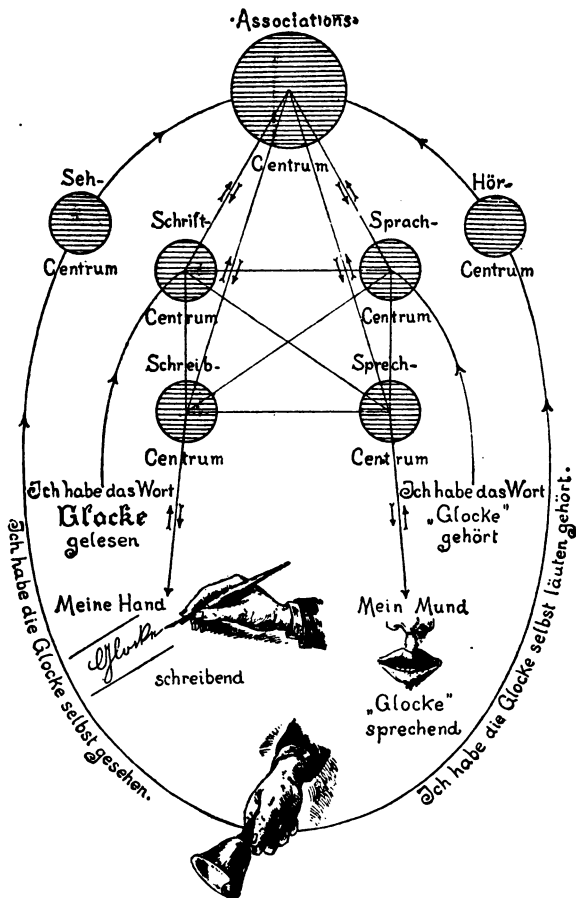 ·Associations·
Centrum
Seh-
Centrum
Hör-
Centrum
Schrift-
Centrum
Sprach-
Centrum
Schreib-
Centrum
Sprech-
Centrum
Ich habe das Wort
Glocke
gelesen
Ich habe das Wort
„Glocke"
gehört
Meine Hand
Glocke
schreibend
Mein Mund
„Glocke"
sprechend
Ich habe die Glocke selbst gesehen.
Ich habe die Glocke selbst läuten gehört.